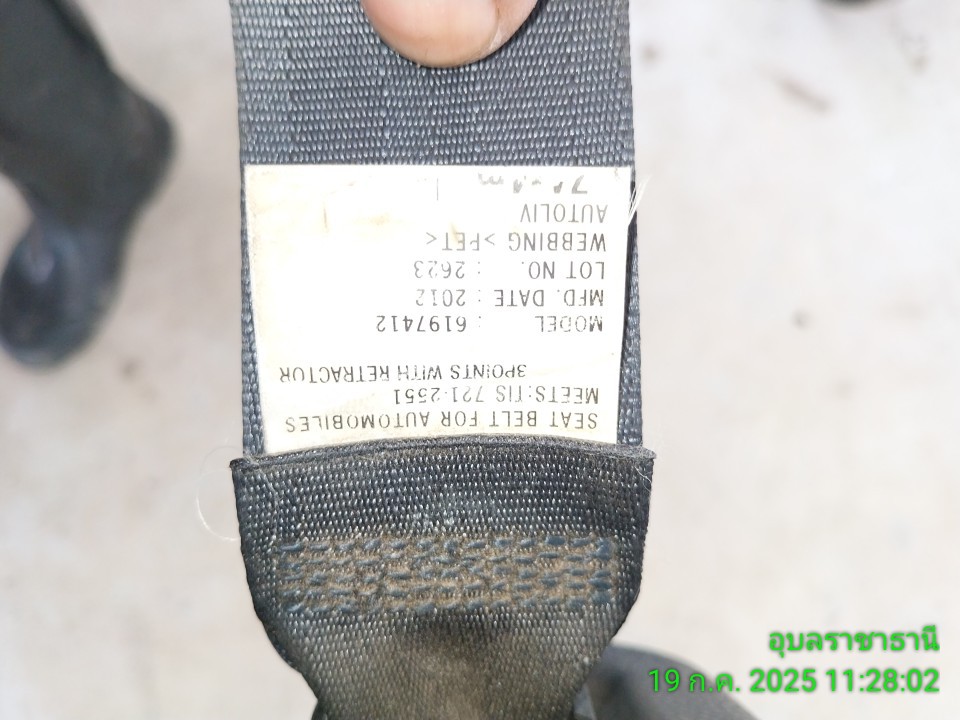 SEAT BELT FOR AUTOMOBILES
MEETS:TIS 721-2551
3POINTS WITH RETRACTOR
MODEL : 6197412
MFD. DATE : 2012
LOT NO. : 2623
WEBBING >PET<
AUTOLIV
อุบลราชธานี
19 ก.ค. 2025 11:28:02